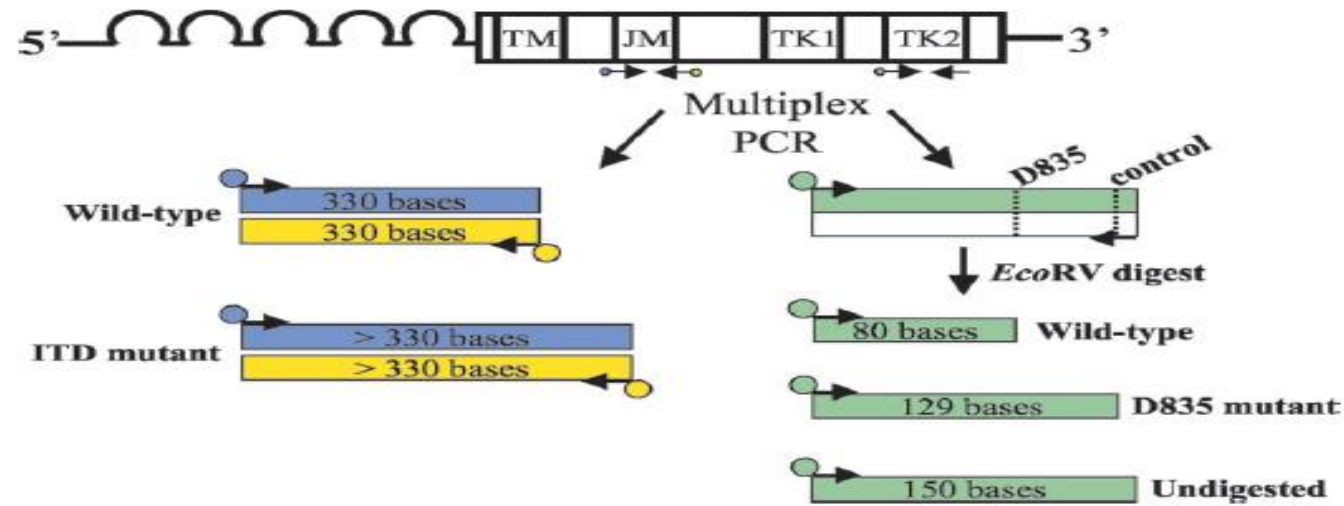 5' TM JM TK1 TK2 3'
Multiplex
PCR
D835 control
Wild-type 330 bases
330 bases
EcoRV digest
80 bases Wild-type
ITD mutant > 330 bases
> 330 bases
129 bases D835 mutant
150 bases Undigested